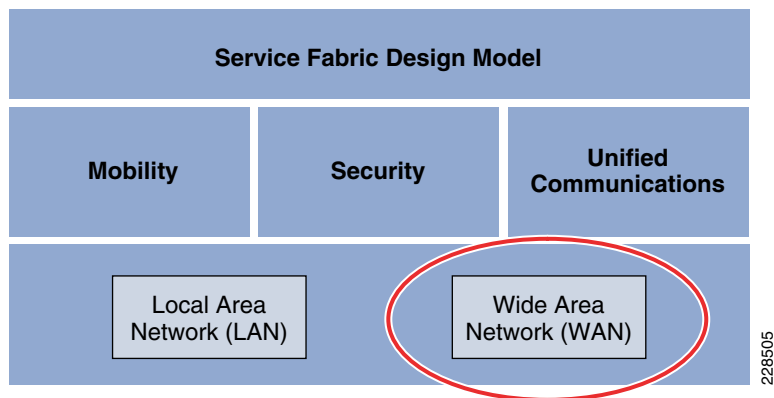 Service Fabric Design Model
Mobility
Security
Unified
Communications
Local Area
Network (LAN)
Wide Area
Network (WAN)
228505